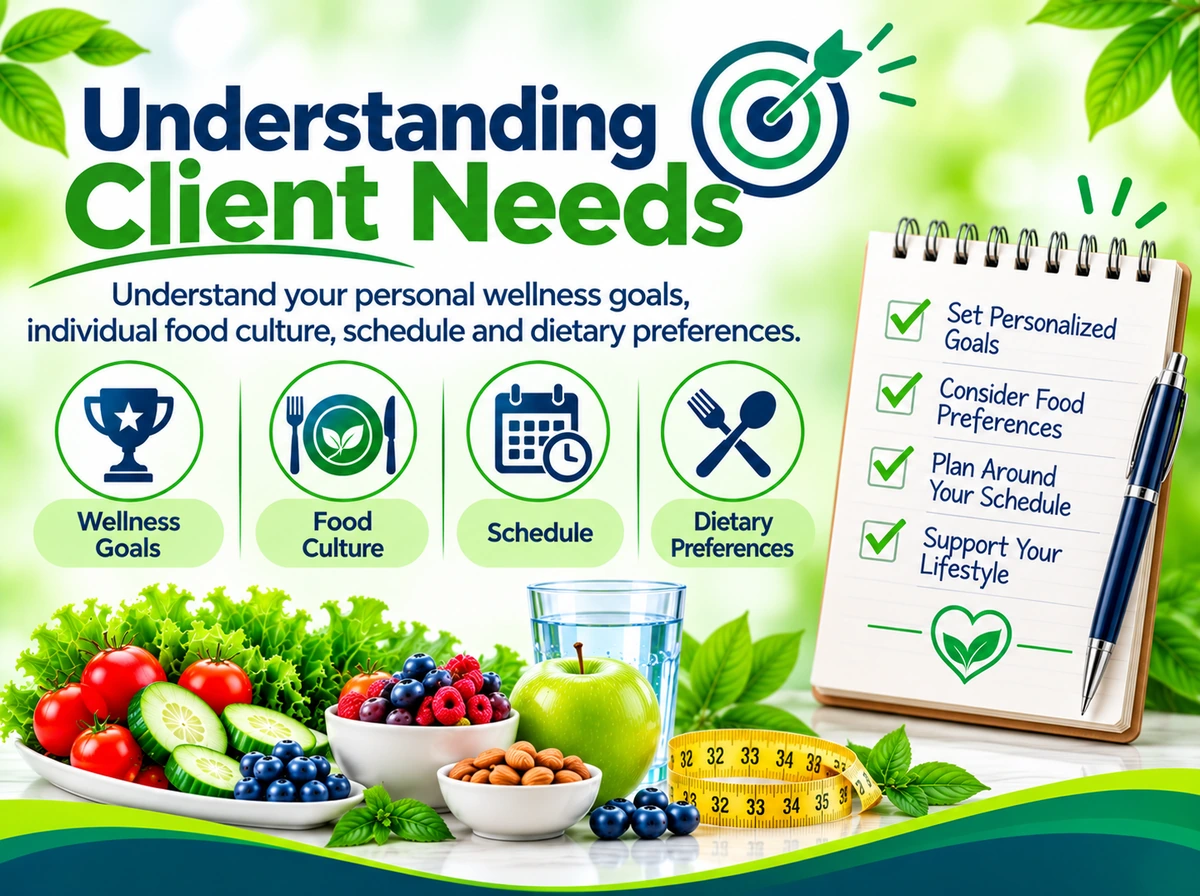 Understanding
Client Needs
Understand your personal wellness goals,
individual food culture, schedule and dietary preferences.
Wellness
Goals
Food
Culture
Schedule
Dietary
Preferences
Set Personalized
Goals
Consider Food
Preferences
Plan Around
Your Schedule
Support Your
Lifestyle
32 32 33 34 33
32 33 34 35